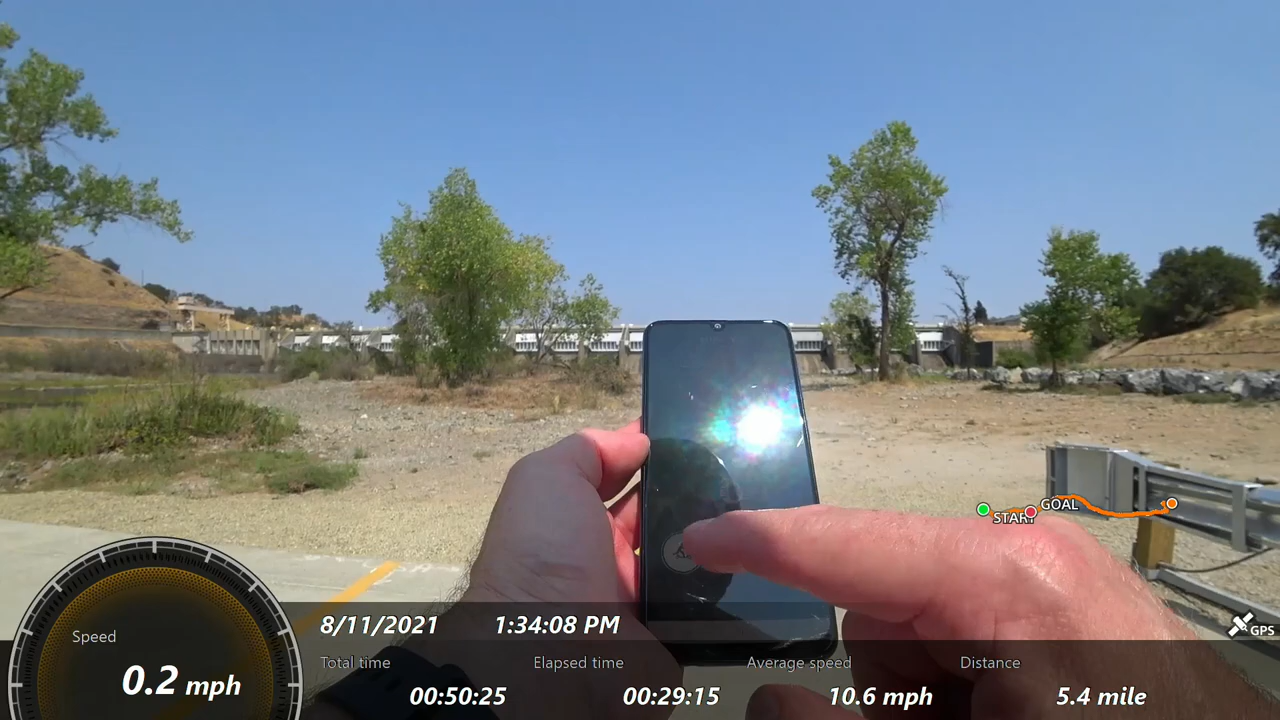 START
GOAL
GPS
8/11/2021 1:34:08 PM
Speed
0.2 mph
Total time Elapsed time Average speed Distance
00:50:25 00:29:15 10.6 mph 5.4 mile